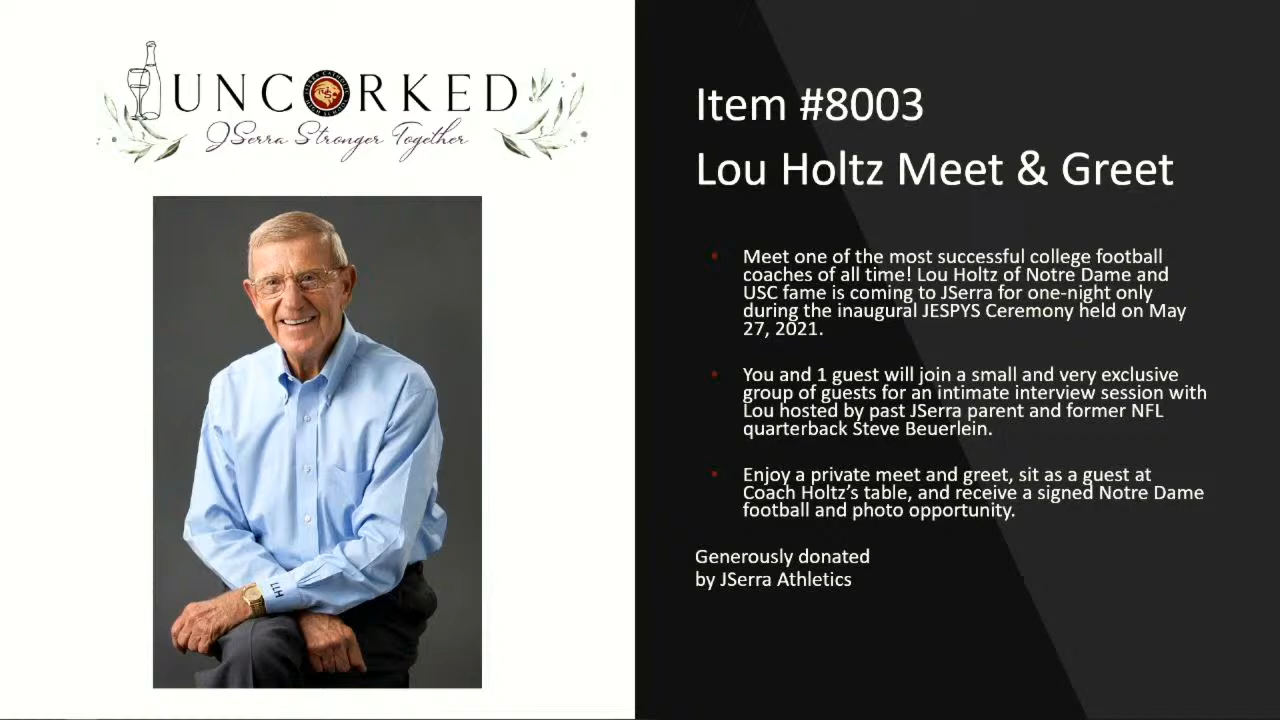 UNCORKED
JSerra Stronger Together
Item #8003
Lou Holtz Meet & Greet
• Meet one of the most successful college football
coaches of all time! Lou Holtz of Notre Dame and
USC fame is coming to JSerra for one-night only
during the inaugural JESPYS Ceremony held on May
27, 2021.
• You and 1 guest will join a small and very exclusive
group of guests for an intimate interview session with
Lou hosted by past JSerra parent and former NFL
quarterback Steve Beuerlein.
• Enjoy a private meet and greet, sit as a guest at
Coach Holtz's table, and receive a signed Notre Dame
football and photo opportunity.
Generously donated
by JSerra Athletics
LLH